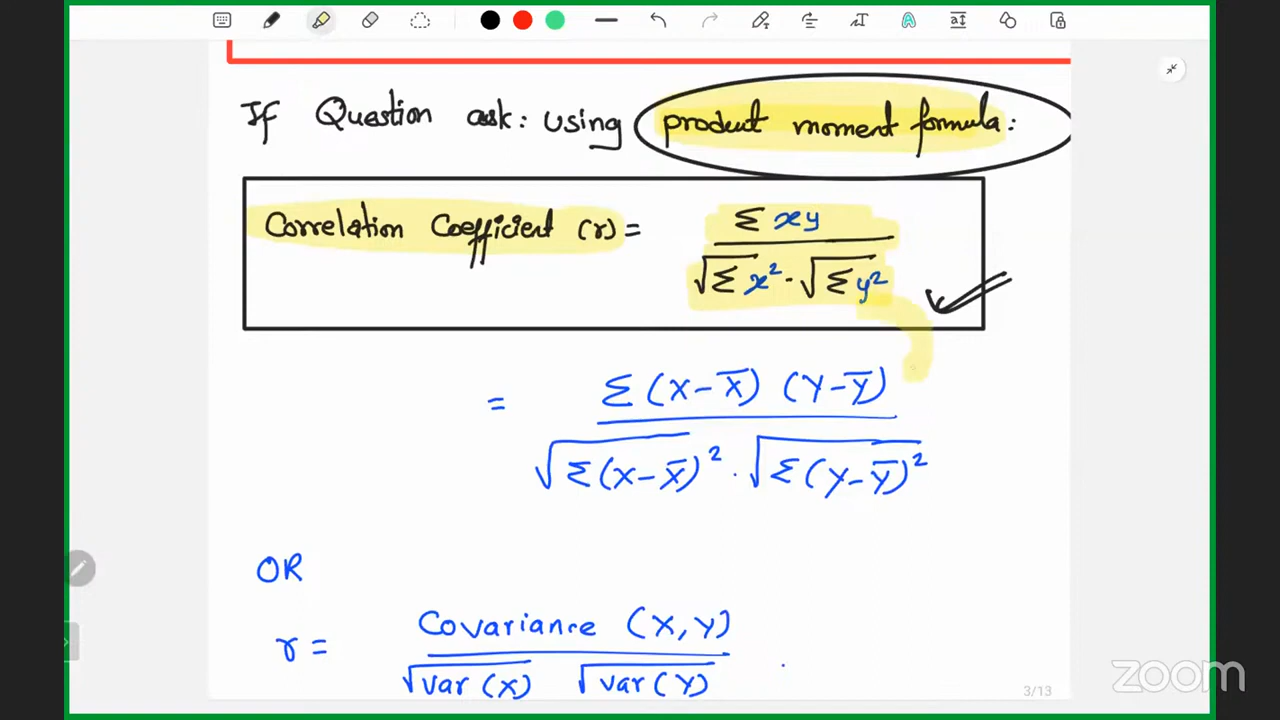 If Question ask: using product moment formula:
Correlation Coefficient (r) = Σxy / √Σx² · √Σy²
= Σ(X-X̅) (Y-Y̅) / √Σ(X-X̅)² · √Σ(Y-Y̅)²
OR
r = Covariance (X,Y) / √var(X) √var(Y)
3/13
zoom